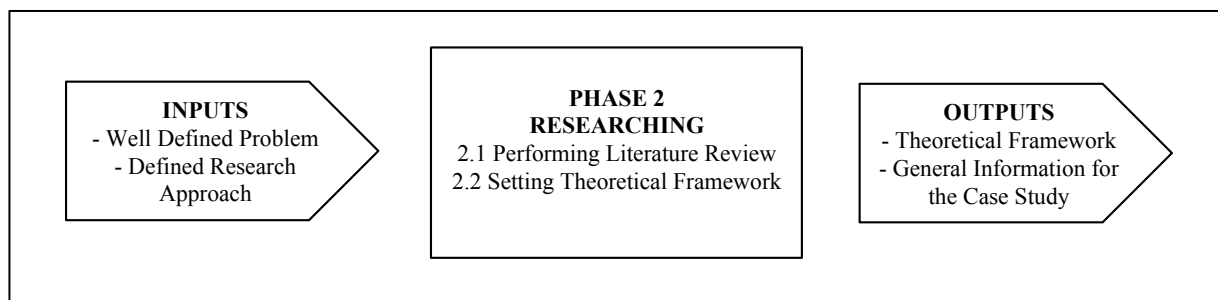 INPUTS
- Well Defined Problem
- Defined Research
Approach
PHASE 2
RESEARCHING
2.1 Performing Literature Review
2.2 Setting Theoretical Framework
OUTPUTS
- Theoretical Framework
- General Information for
the Case Study